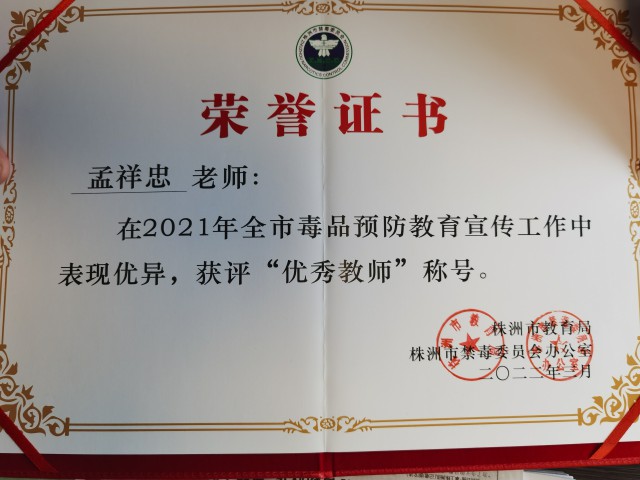 荣誉证书
孟祥忠 老师:
在2021年全市毒品预防教育宣传工作中
表现优异，获评“优秀教师”称号。
株洲市教育局
株洲市禁毒委员会办公室